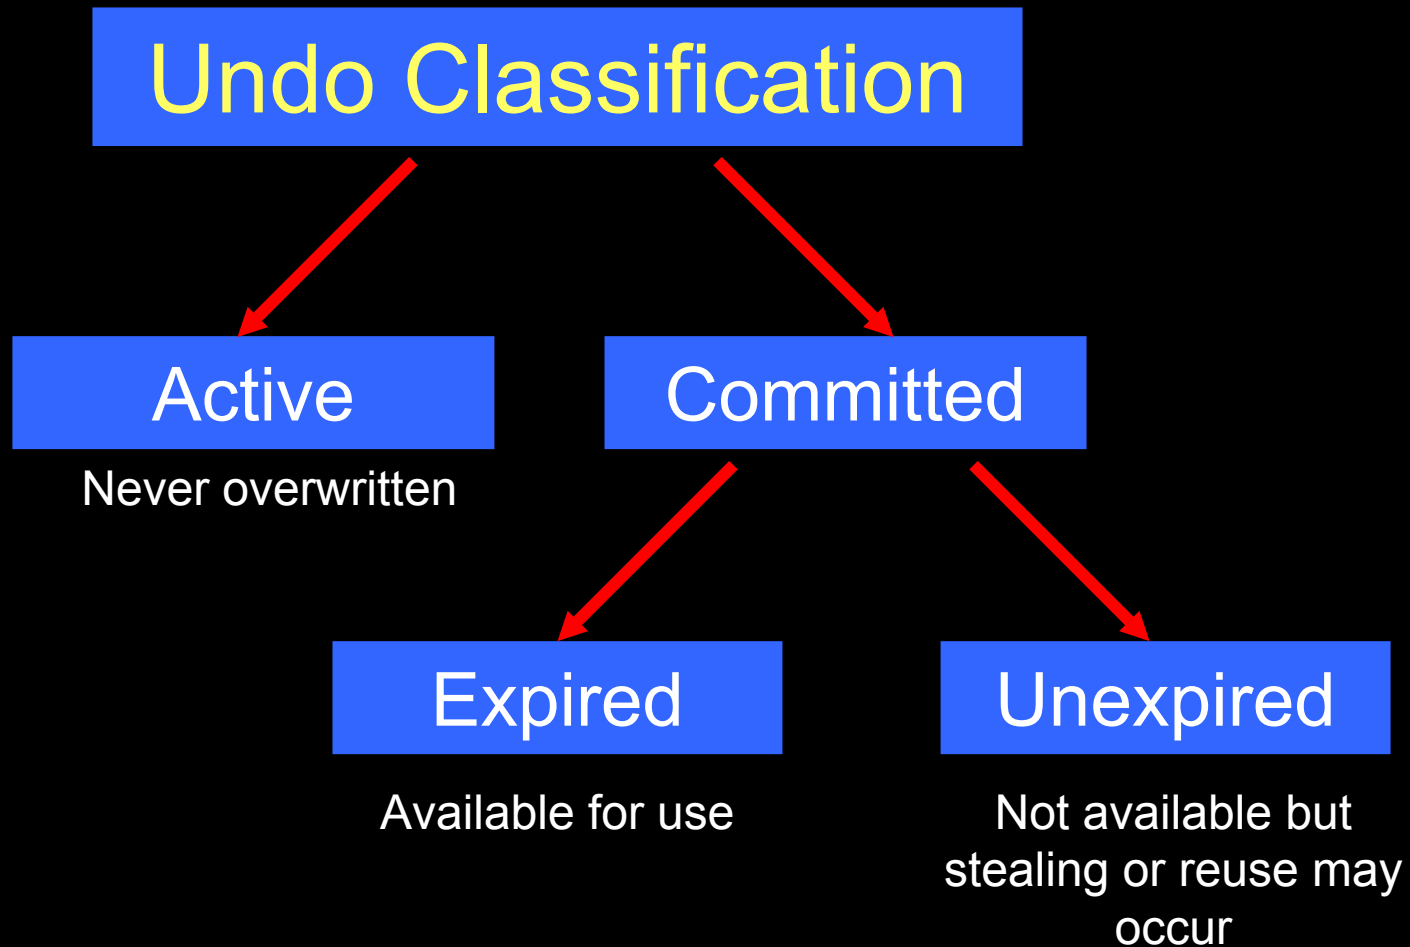 Undo Classification
Active
Committed
Never overwritten
Expired
Unexpired
Available for use
Not available but
stealing or reuse may
occur